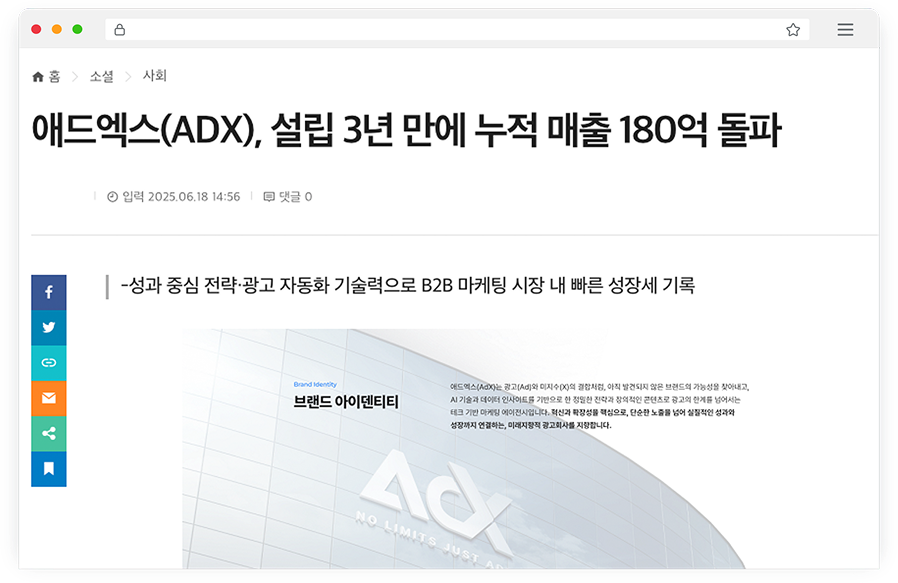 홈 > 소셜 > 사회
애드엑스(ADX), 설립 3년 만에 누적 매출 180억 돌파
입력 2025.06.18 14:56 댓글 0
-성과 중심 전략·광고 자동화 기술력으로 B2B 마케팅 시장 내 빠른 성장세 기록
Brand Identity
브랜드 아이덴티티
애드엑스(AdX)는 광고(Ad)와 미지수(X)의 결합처럼, 아직 발견되지 않은 브랜드의 가능성을 찾아내고,
AI 기술과 데이터 인사이트를 기반으로 한 정밀한 전략과 창의적인 콘텐츠로 광고의 한계를 넘어서는
테크 기반 마케팅 에이전시입니다. 혁신과 확장성을 핵심으로, 단순한 노출을 넘어 실질적인 성과와
성장까지 연결하는, 미래지향적 광고회사를 지향합니다.
AdX
NO LIMITS JUST AD